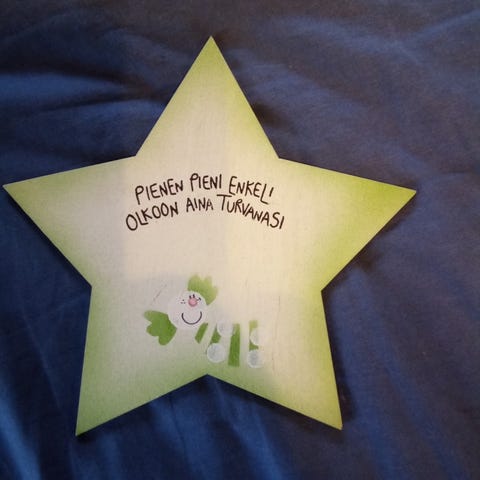 PIENEN PIENI ENKELI
OLKOON AINA TURVANASI